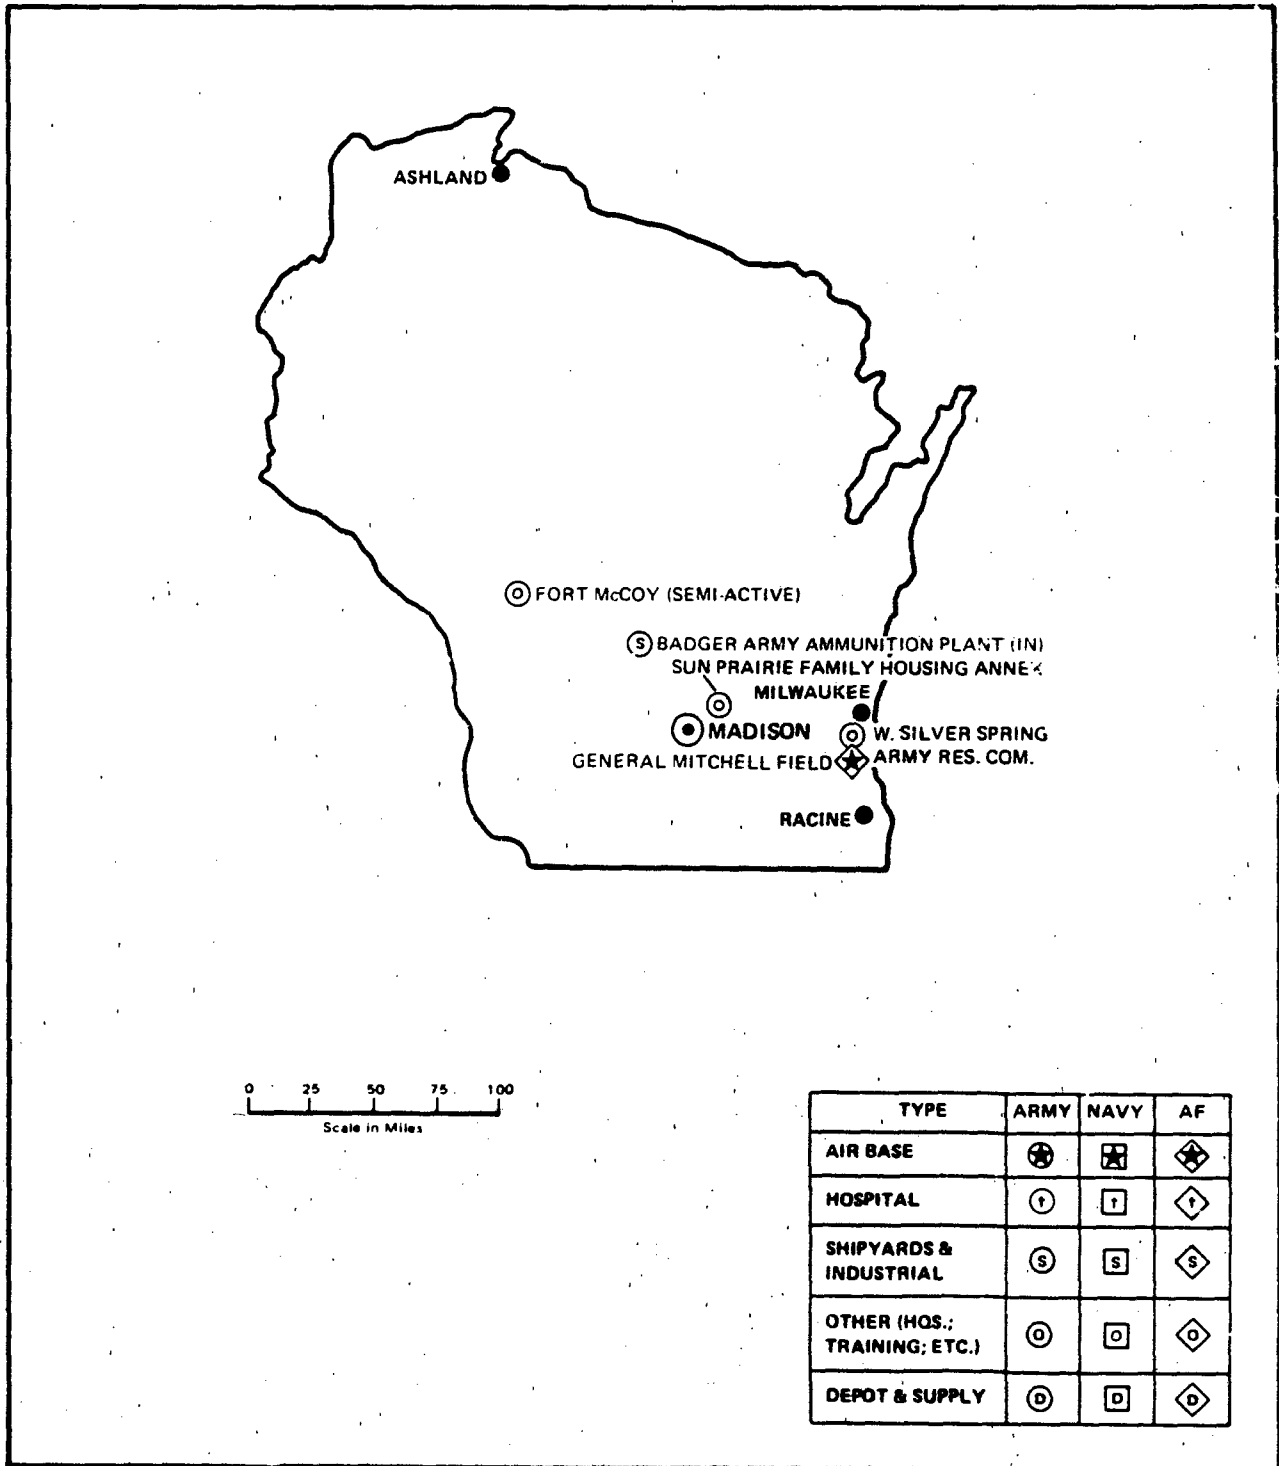 ASHLAND
FORT McCOY (SEMI-ACTIVE)
S BADGER ARMY AMMUNITION PLANT (IN)
SUN PRAIRIE FAMILY HOUSING ANNEX
MILWAUKEE
MADISON
W. SILVER SPRING
ARMY RES. COM.
GENERAL MITCHELL FIELD
RACINE
0 25 50 75 100
Scale in Miles
TYPE ARMY NAVY AF
AIR BASE
HOSPITAL
SHIPYARDS &
INDUSTRIAL S S S
OTHER (HQS.;
TRAINING; ETC.) O O O
DEPOT & SUPPLY D D D